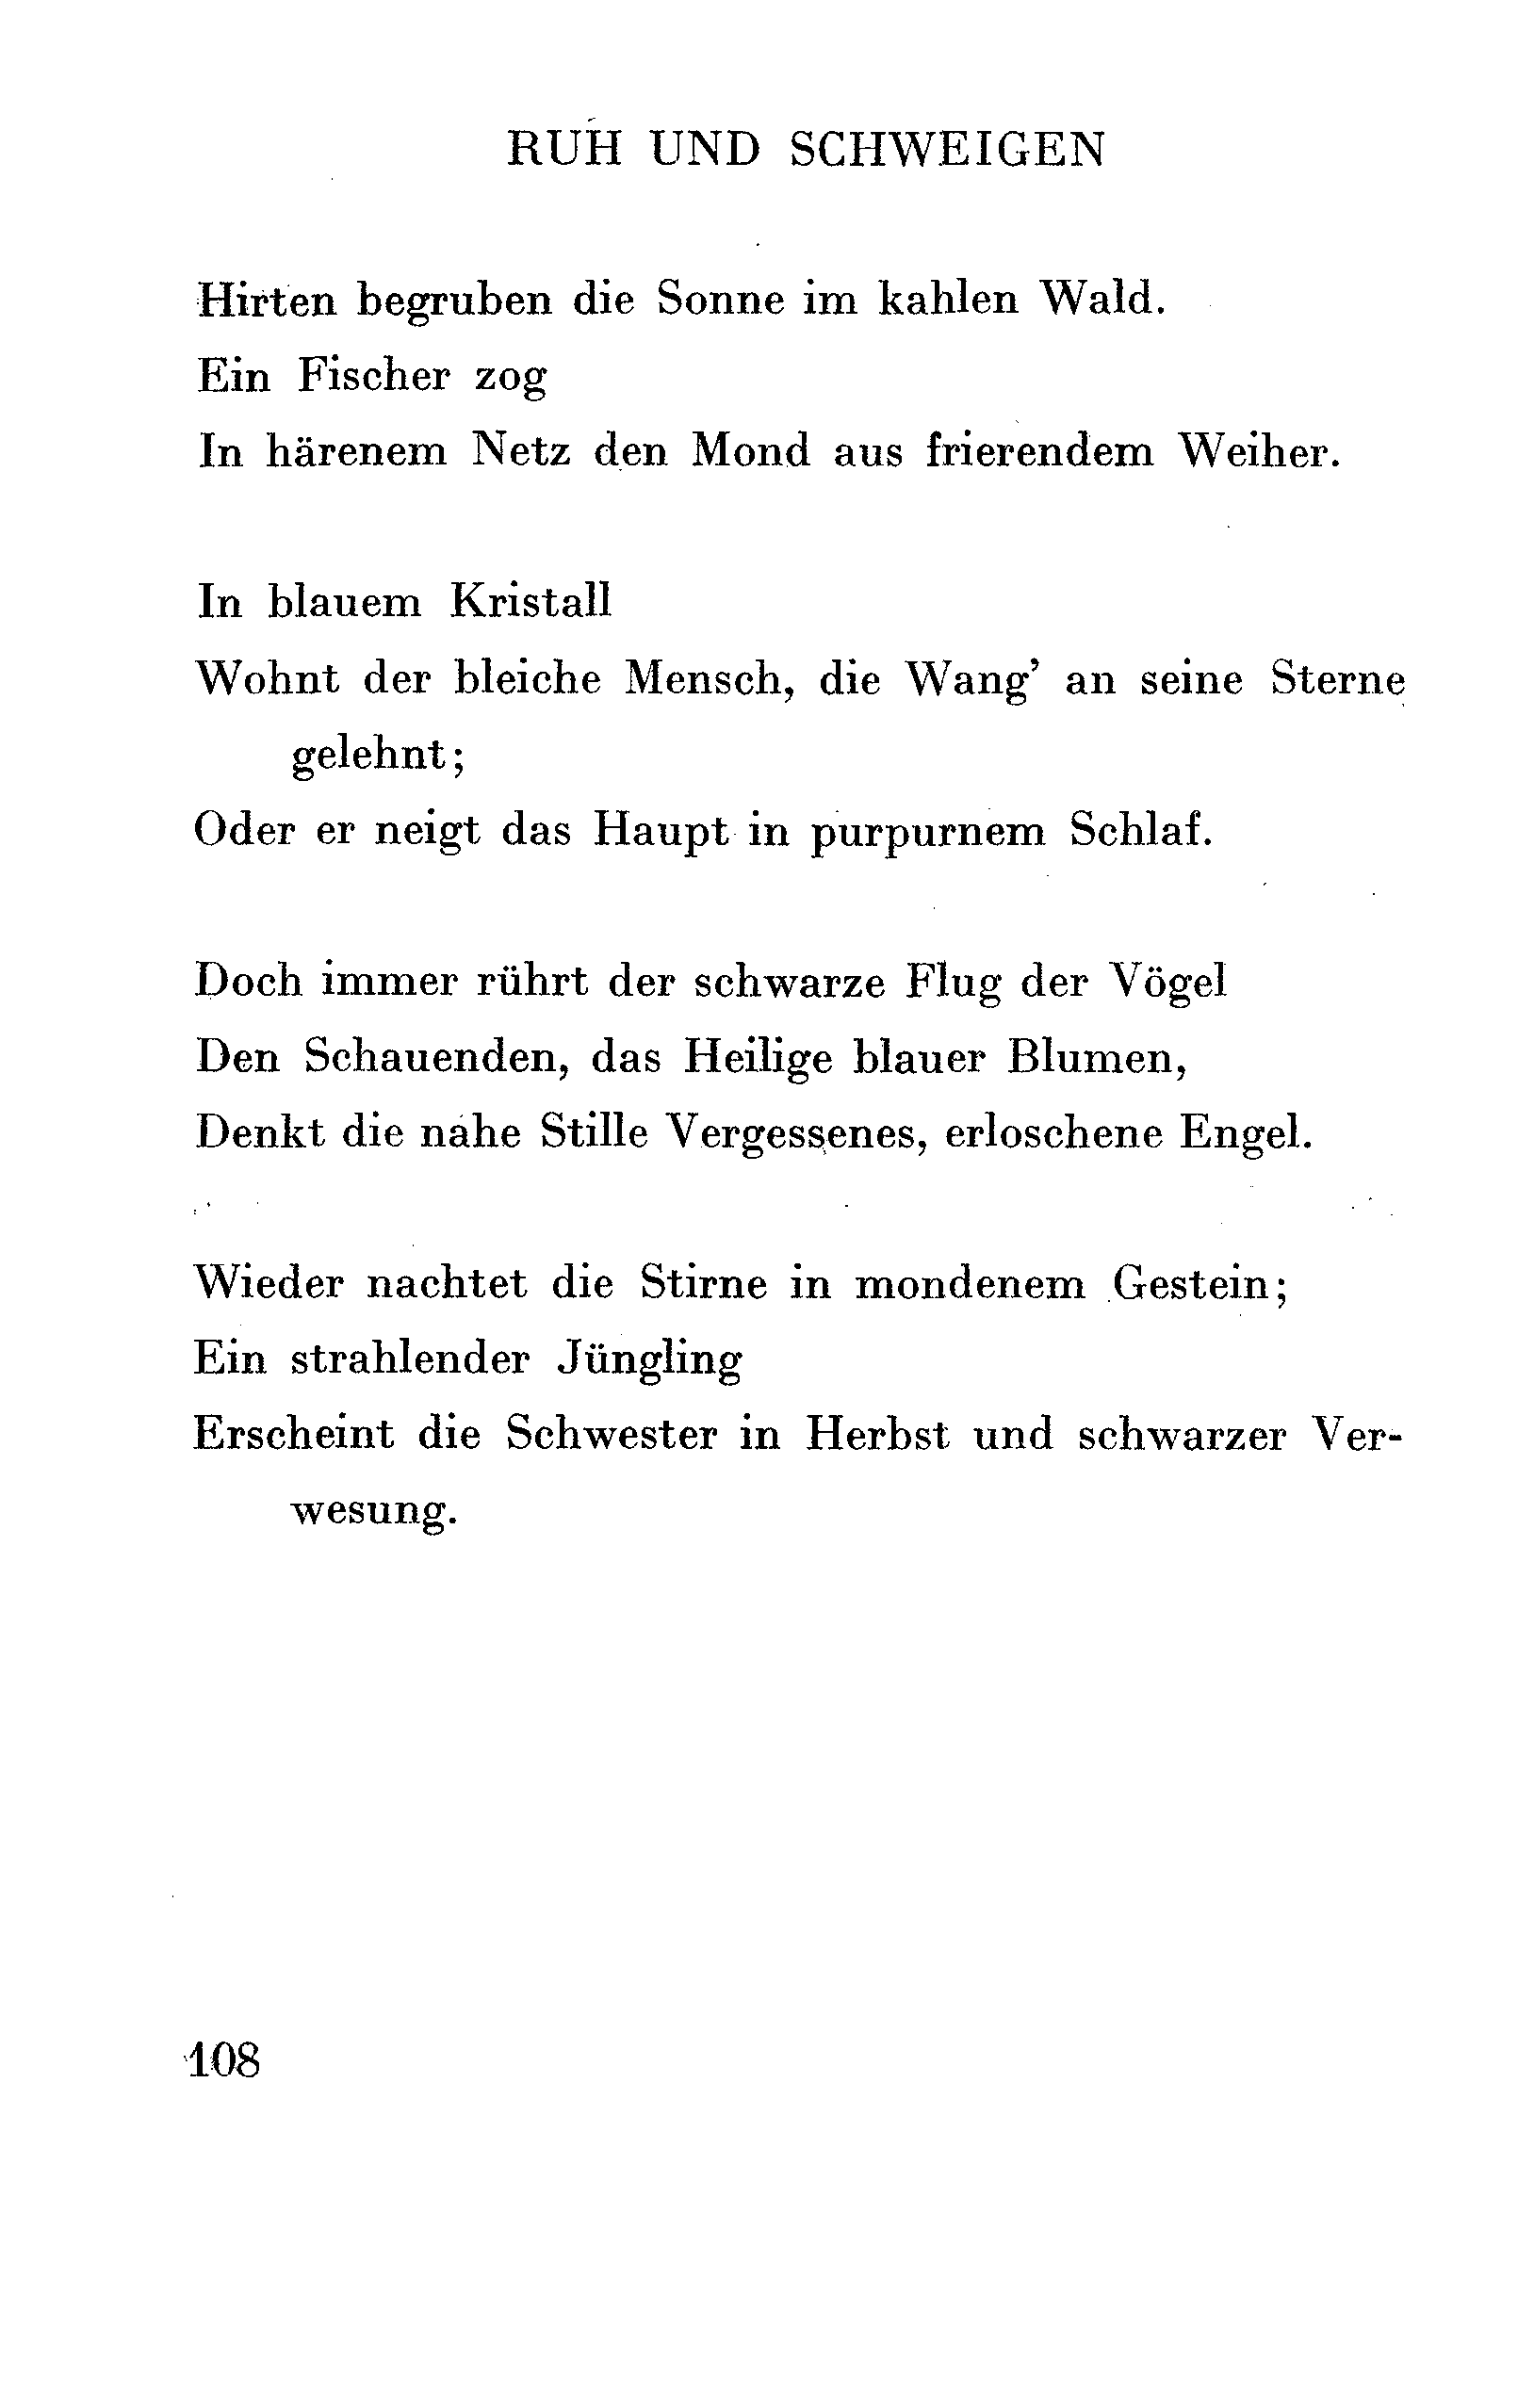 RUH UND SCHWEIGEN
Hirten begruben die Sonne im kahlen Wald.
Ein Fischer zog
In härenem Netz den Mond aus frierendem Weiher.
In blauem Kristall
Wohnt der bleiche Mensch, die Wang’ an seine Sterne
gelehnt;
Oder er neigt das Haupt in purpurnem Schlaf.
Doch immer rührt der schwarze Flug der Vögel
Den Schauenden, das Heilige blauer Blumen,
Denkt die nahe Stille Vergessenes, erloschene Engel.
Wieder nachtet die Stirne in mondenem Gestein;
Ein strahlender Jüngling
Erscheint die Schwester in Herbst und schwarzer Ver-
wesung.
108